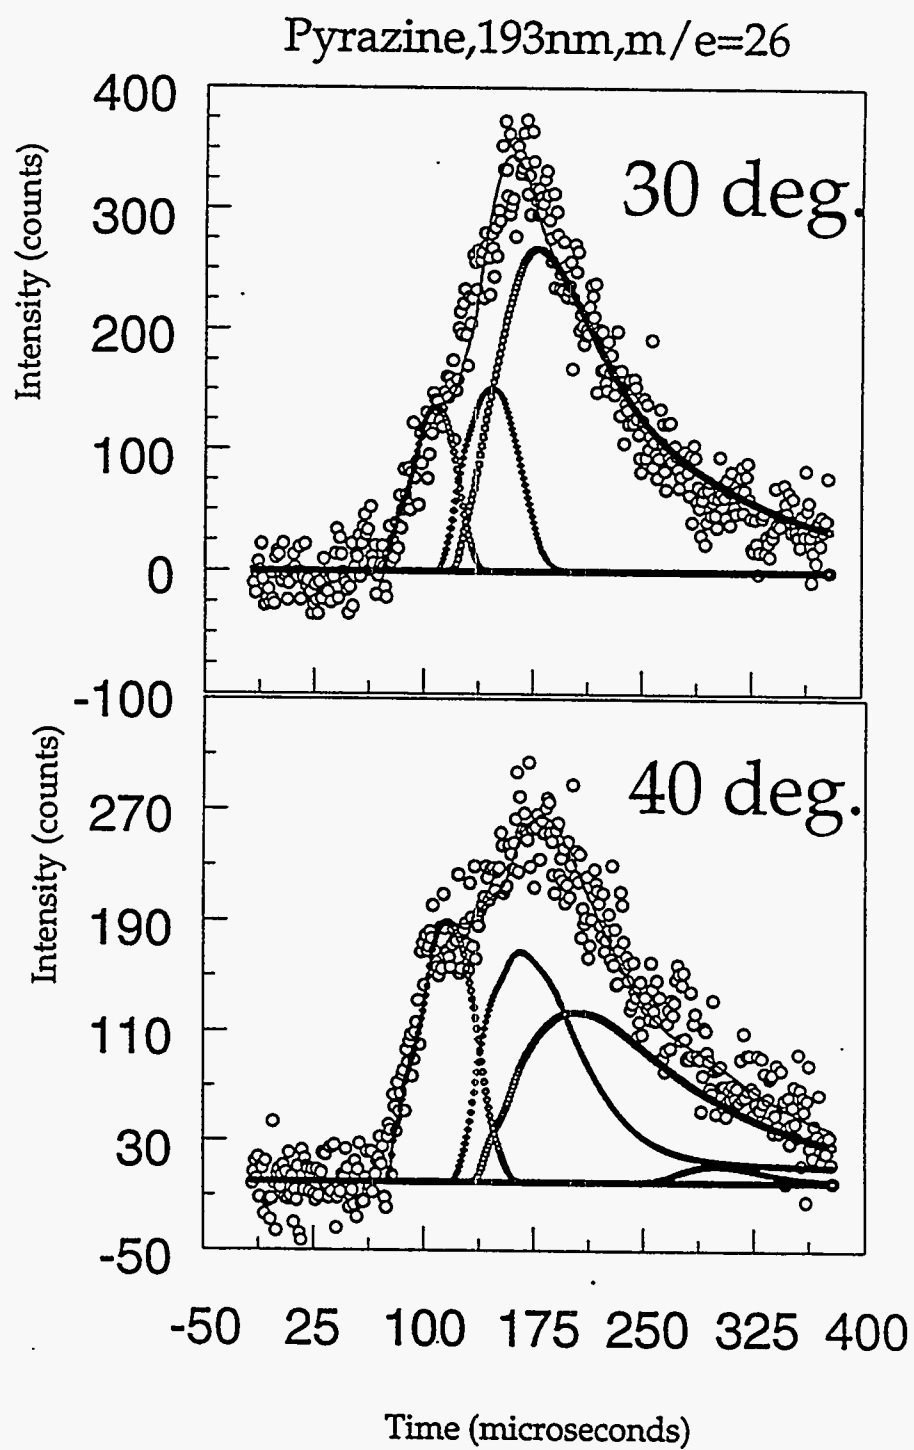 Pyrazine,193nm,m/e=26
400
300
200
100
0
-100
Intensity (counts)
30 deg.
270
190
110
30
-50
Intensity (counts)
40 deg.
-50 25 100 175 250 325 400
Time (microseconds)